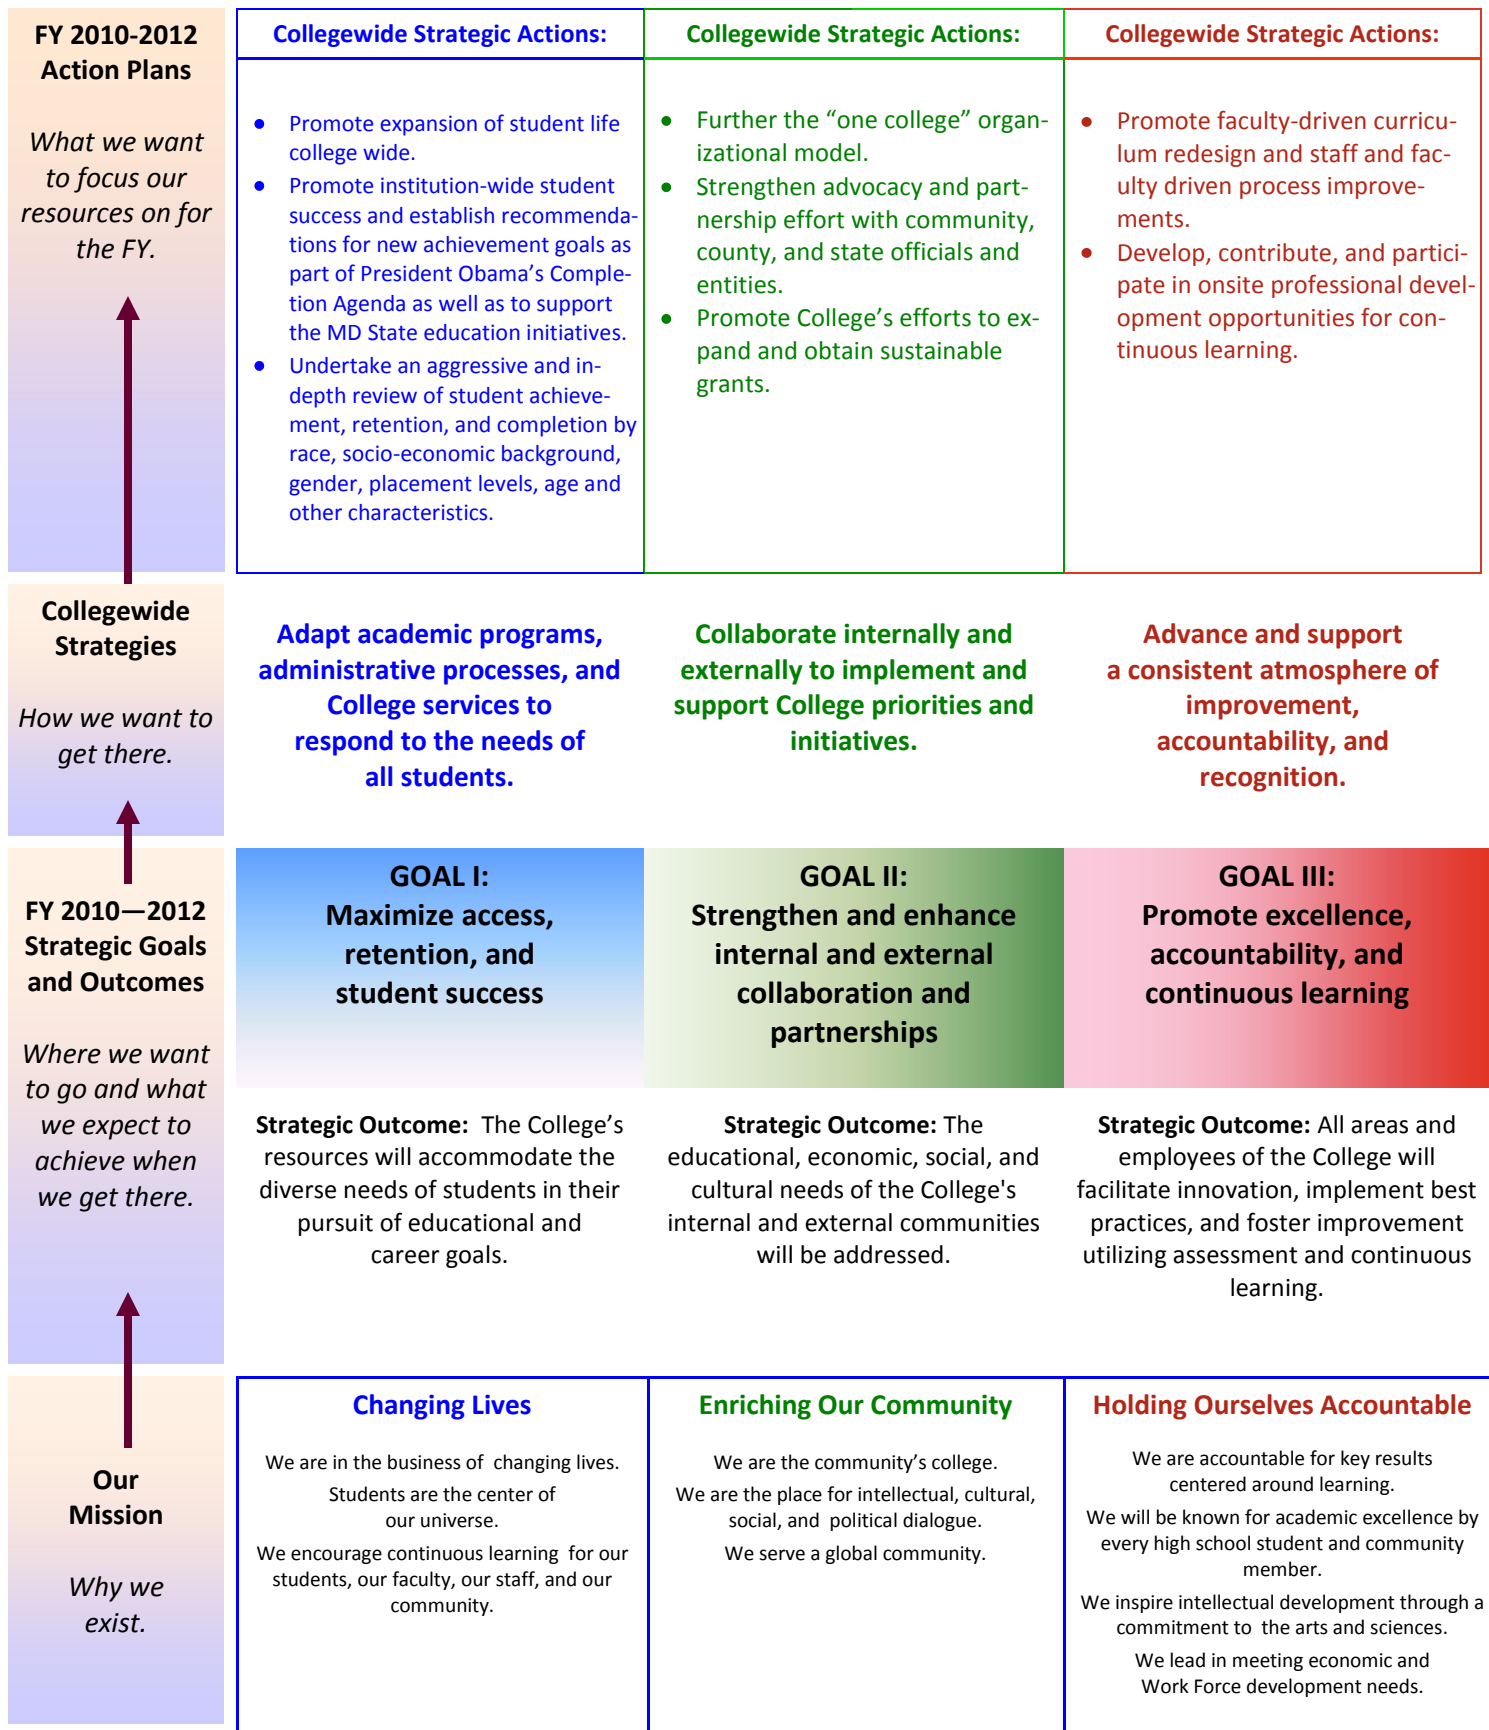 FY 2010-2012
Action Plans
What we want
to focus our
resources on for
the FY.
Collegewide Strategic Actions:
• Promote expansion of student life
college wide.
• Promote institution-wide student
success and establish recommenda-
tions for new achievement goals as
part of President Obama’s Comple-
tion Agenda as well as to support
the MD State education initiatives.
• Undertake an aggressive and in-
depth review of student achieve-
ment, retention, and completion by
race, socio-economic background,
gender, placement levels, age and
other characteristics.
Collegewide Strategic Actions:
• Further the “one college” organ-
izational model.
• Strengthen advocacy and part-
nership effort with community,
county, and state officials and
entities.
• Promote College’s efforts to ex-
pand and obtain sustainable
grants.
Collegewide Strategic Actions:
• Promote faculty-driven curricu-
lum redesign and staff and fac-
ulty driven process improve-
ments.
• Develop, contribute, and partici-
pate in onsite professional devel-
opment opportunities for con-
tinuous learning.
Collegewide
Strategies
How we want to
get there.
Adapt academic programs,
administrative processes, and
College services to
respond to the needs of
all students.
Collaborate internally and
externally to implement and
support College priorities and
initiatives.
Advance and support
a consistent atmosphere of
improvement,
accountability, and
recognition.
FY 2010—2012
Strategic Goals
and Outcomes
Where we want
to go and what
we expect to
achieve when
we get there.
GOAL I:
Maximize access,
retention, and
student success
GOAL II:
Strengthen and enhance
internal and external
collaboration and
partnerships
GOAL III:
Promote excellence,
accountability, and
continuous learning
Strategic Outcome: The College’s
resources will accommodate the
diverse needs of students in their
pursuit of educational and
career goals.
Strategic Outcome: The
educational, economic, social, and
cultural needs of the College's
internal and external communities
will be addressed.
Strategic Outcome: All areas and
employees of the College will
facilitate innovation, implement best
practices, and foster improvement
utilizing assessment and continuous
learning.
Our
Mission
Why we
exist.
Changing Lives
We are in the business of changing lives.
Students are the center of
our universe.
We encourage continuous learning for our
students, our faculty, our staff, and our
community.
Enriching Our Community
We are the community’s college.
We are the place for intellectual, cultural,
social, and political dialogue.
We serve a global community.
Holding Ourselves Accountable
We are accountable for key results
centered around learning.
We will be known for academic excellence by
every high school student and community
member.
We inspire intellectual development through a
commitment to the arts and sciences.
We lead in meeting economic and
Work Force development needs.